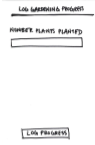 LOG GARDENING PROGRESS
NUMBER PLANTS PLANTED
LOG PROGRESS